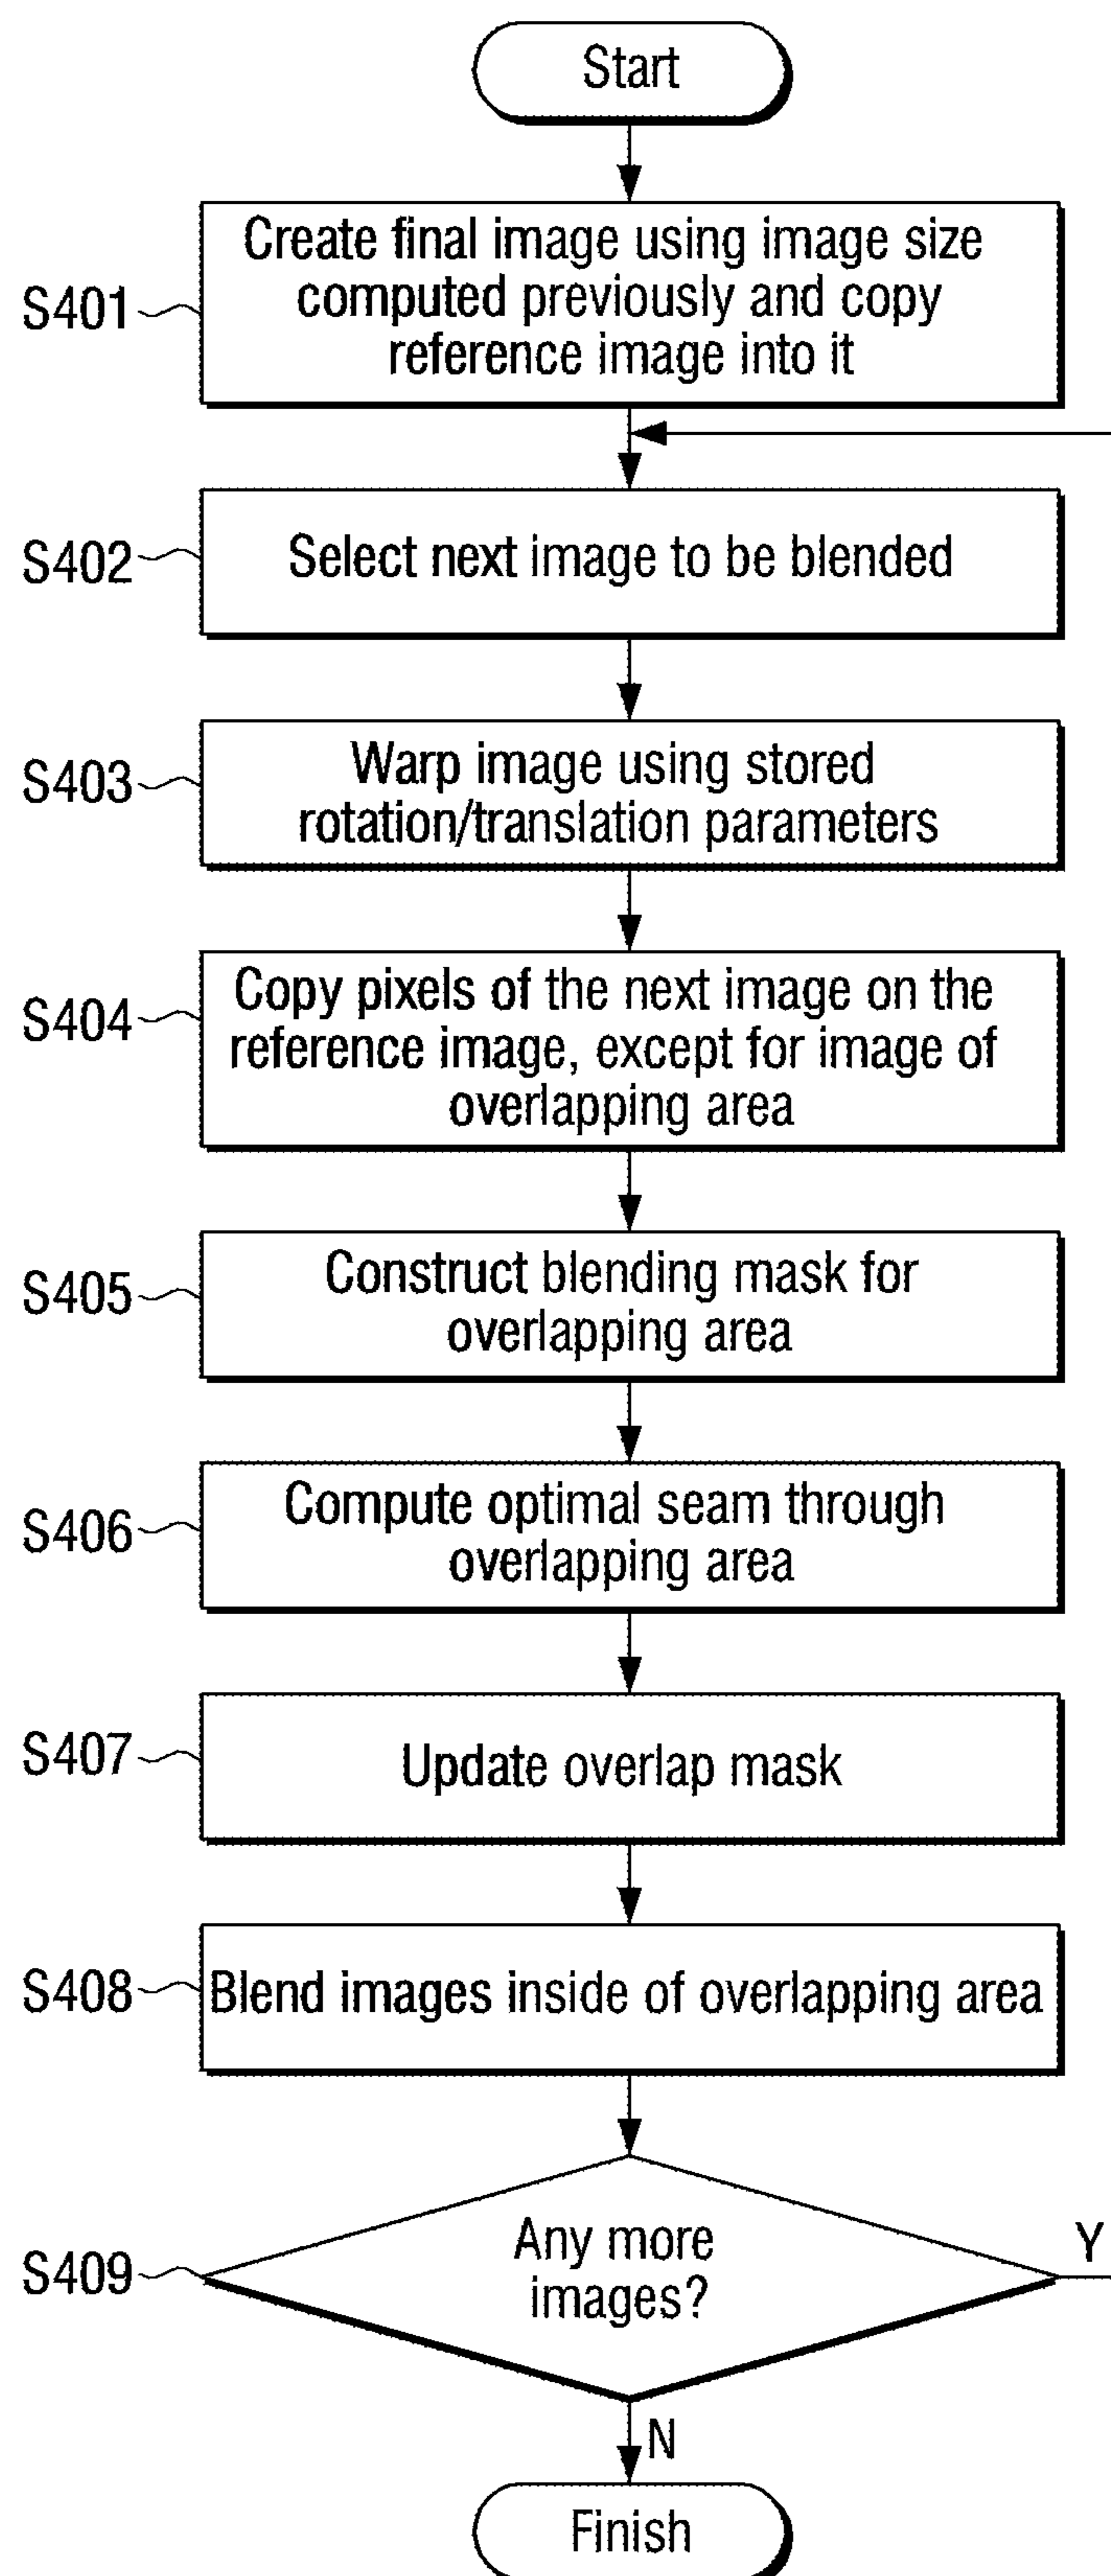 Start
S401
Create final image using image size
computed previously and copy
reference image into it
S402
Select next image to be blended
S403
Warp image using stored
rotation/translation parameters
S404
Copy pixels of the next image on the
reference image, except for image of
overlapping area
S405
Construct blending mask for
overlapping area
S406
Compute optimal seam through
overlapping area
S407
Update overlap mask
S408
Blend images inside of overlapping area
S409
Any more
images?
Y
N
Finish